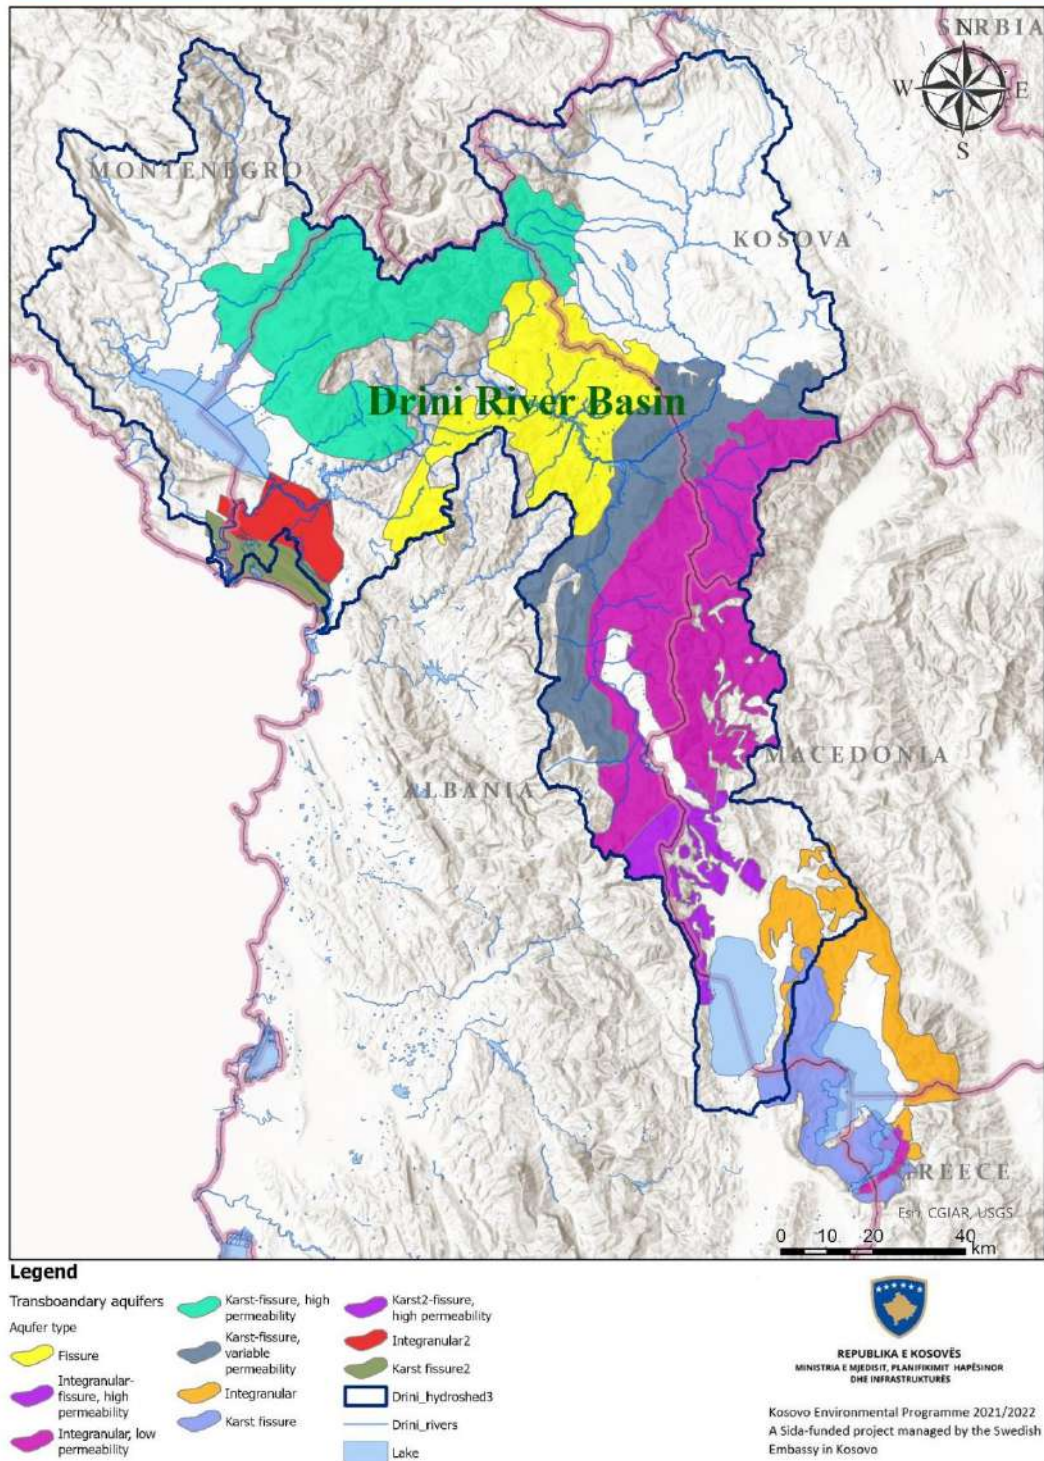 SERBIA
N
W
E
S
MONTENEGRO
KOSOVA
Drini River Basin
MACEDONIA
ALBANIA
GREECE
Esri, CGIAR, USGS
0 10 20 40
km
Legend
Transboandary aquifers
Aqufer type
Fissure
Integranular-
fissure, high
permeability
Integranular, low
permeability
Karst-fissure, high
permeability
Karst-fissure,
variable
permeability
Integranular
Karst fissure
Karst2-fissure,
high permeability
Integranular2
Karst fissure2
Drini_hydroshed3
Drini_rivers
Lake
REPUBLIKA E KOSOVËS
MINISTRIA E MJEDISIT, PLANIFIKIMIT HAPËSINOR
DHE INFRASTRUKTURËS
Kosovo Environmental Programme 2021/2022
A Sida-funded project managed by the Swedish
Embassy in Kosovo